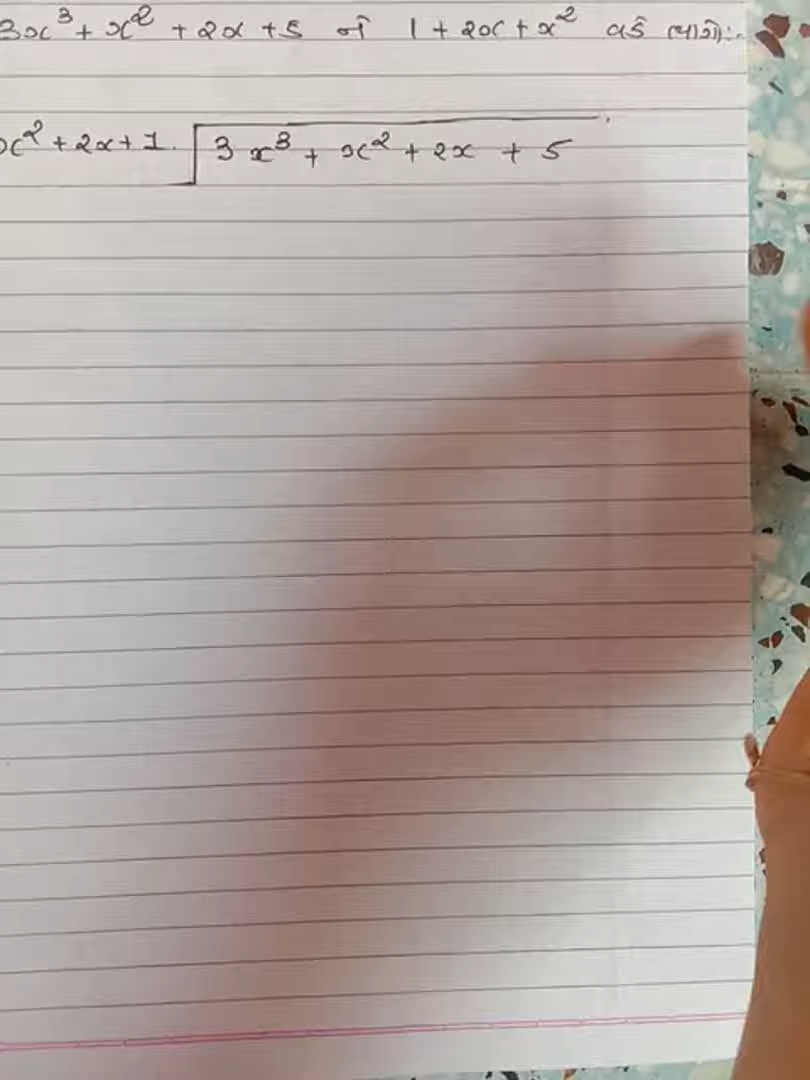 3x³ + x² + 2x + 5 ને 1 + 2x + x² વડે ભાગો:-
x² + 2x + 1 3x³ + x² + 2x + 5